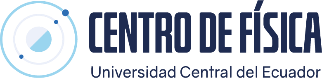 CENTRO DE FÍSICA
Universidad Central del Ecuador